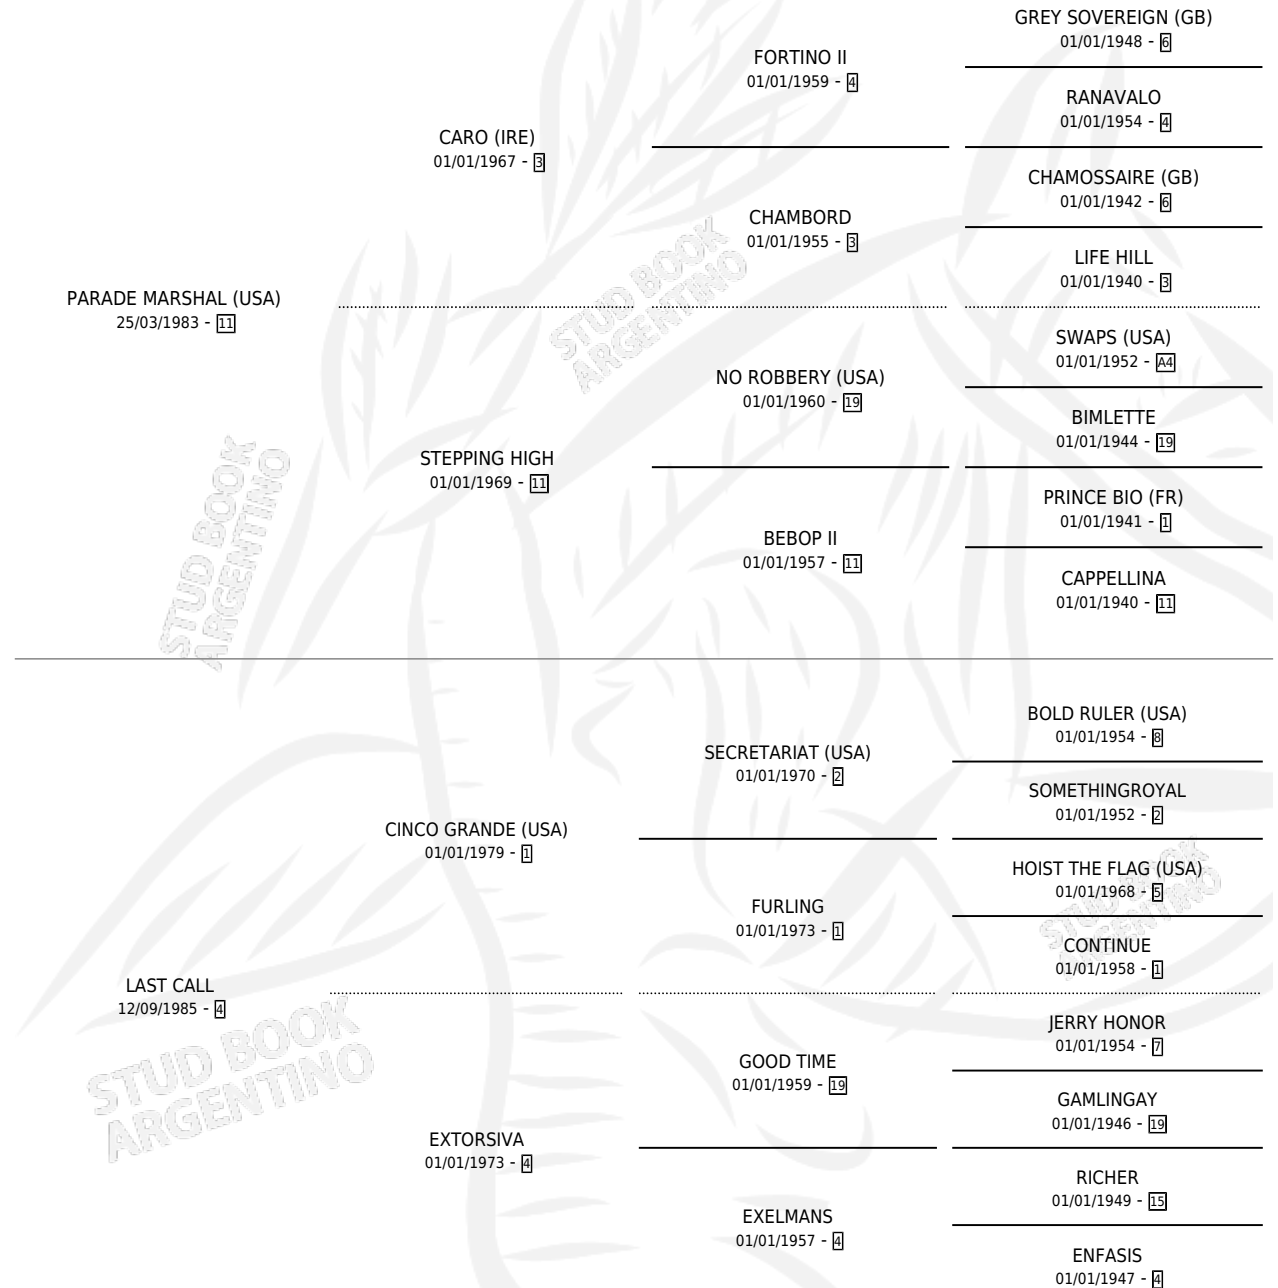 GREY SOVEREIGN (GB)
01/01/1948 - 6
FORTINO II
01/01/1959 - 4
RANAVALO
01/01/1954 - 4
CARO (IRE)
01/01/1967 - 3
CHAMOSSAIRE (GB)
01/01/1942 - 6
CHAMBORD
01/01/1955 - 3
LIFE HILL
01/01/1940 - 3
PARADE MARSHAL (USA)
25/03/1983 - 11
STUD BOOK
ARGENTINO
SWAPS (USA)
01/01/1952 - A4
NO ROBBERY (USA)
01/01/1960 - 19
BIMLETTE
01/01/1944 - 19
STEPPING HIGH
01/01/1969 - 11
PRINCE BIO (FR)
01/01/1941 - 1
BEBOP II
01/01/1957 - 11
CAPPELLINA
01/01/1940 - 11
STUD BOOK
ARGENTINO
BOLD RULER (USA)
01/01/1954 - 8
SECRETARIAT (USA)
01/01/1970 - 2
SOMETHINGROYAL
01/01/1952 - 2
CINCO GRANDE (USA)
01/01/1979 - 1
HOIST THE FLAG (USA)
01/01/1968 - 5
FURLING
01/01/1973 - 1
STUD BOOK
ARGENTINO
CONTINUE
01/01/1958 - 1
LAST CALL
12/09/1985 - 4
STUD BOOK
ARGENTINO
JERRY HONOR
01/01/1954 - 7
GOOD TIME
01/01/1959 - 19
GAMLINGAY
01/01/1946 - 19
EXTORSIVA
01/01/1973 - 4
RICHER
01/01/1949 - 15
EXELMANS
01/01/1957 - 4
ENFASIS
01/01/1947 - 4